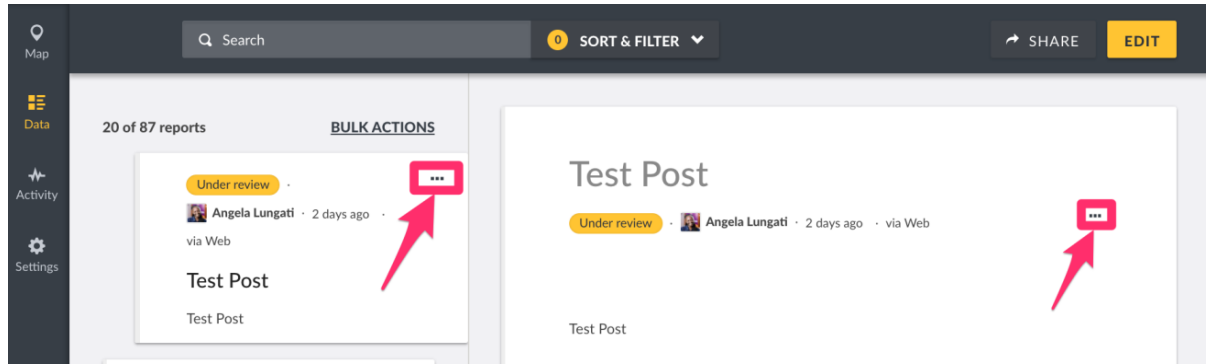 Map
Data
Activity
Settings
Search
0 SORT & FILTER
SHARE
EDIT
20 of 87 reports
BULK ACTIONS
Under review ·
Angela Lungati · 2 days ago ·
via Web
Test Post
Test Post
Test Post
Under review · Angela Lungati · 2 days ago · via Web
Test Post